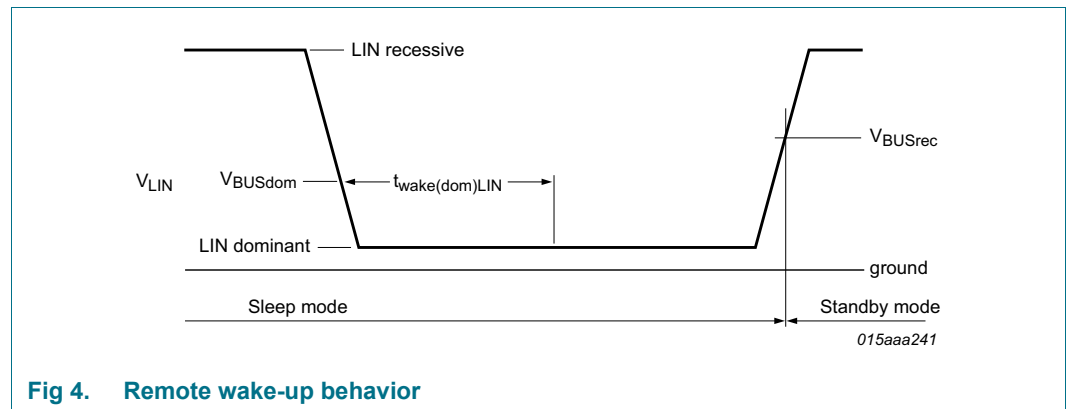 LIN recessive
VBUSrec
VLIN
VBUSdom
twake(dom)LIN
LIN dominant
ground
Sleep mode
Standby mode
015aaa241
Fig 4. Remote wake-up behavior